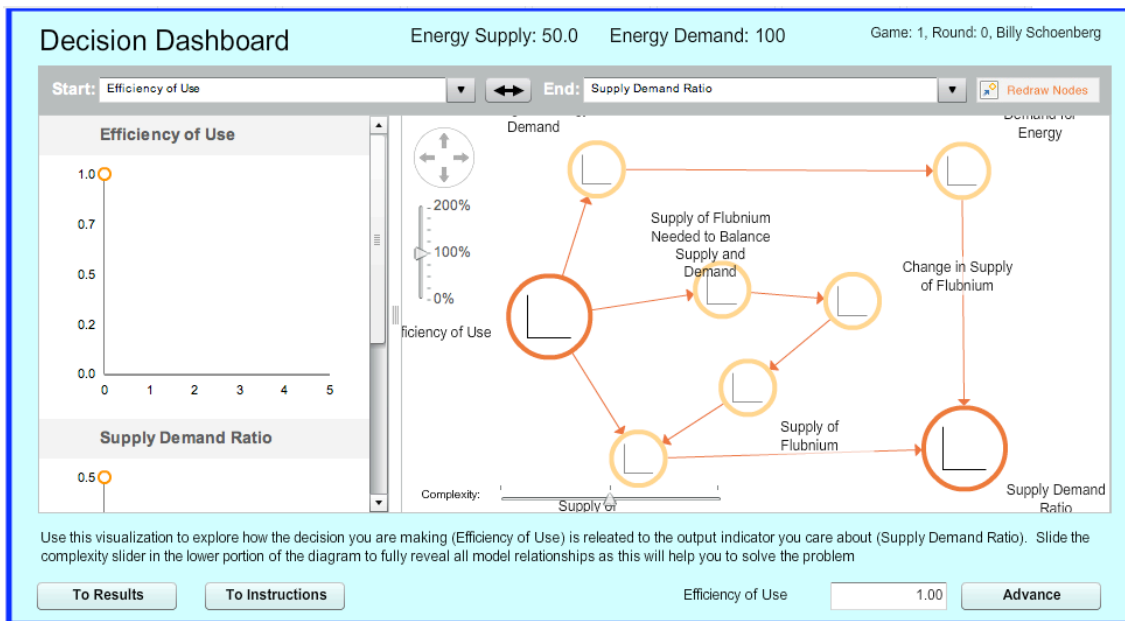 Decision Dashboard
Energy Supply: 50.0
Energy Demand: 100
Game: 1, Round: 0, Billy Schoenberg
Start:
Efficiency of Use
End:
Supply Demand Ratio
Redraw Nodes
Efficiency of Use
1.0
0.7
0.5
0.2
0.0
0 1 2 3 4 5
Supply Demand Ratio
0.5
200%
100%
0%
Demand
Demand for
Energy
Supply of Flubnium
Needed to Balance
Supply and
Demand
Change in Supply
of Flubnium
ficiency of Use
Supply of
Flubnium
Complexity:
Supply of
Supply Demand
Ratio
Use this visualization to explore how the decision you are making (Efficiency of Use) is releated to the output indicator you care about (Supply Demand Ratio). Slide the
complexity slider in the lower portion of the diagram to fully reveal all model relationships as this will help you to solve the problem
To Results
To Instructions
Efficiency of Use
1.00
Advance